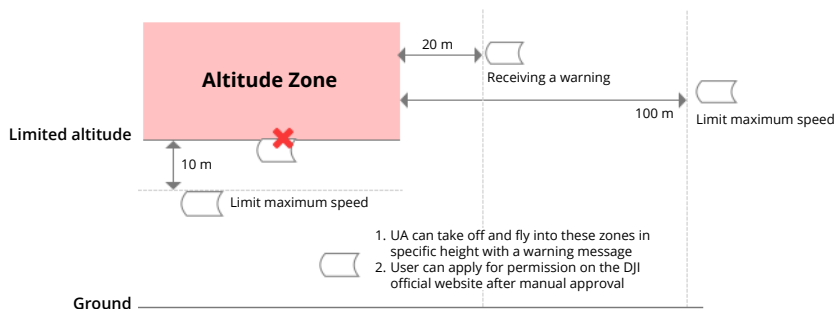 20 m
Altitude Zone
Receiving a warning
100 m
Limit maximum speed
Limited altitude
10 m
Limit maximum speed
1. UA can take off and fly into these zones in
specific height with a warning message
2. User can apply for permission on the DJI
official website after manual approval
Ground